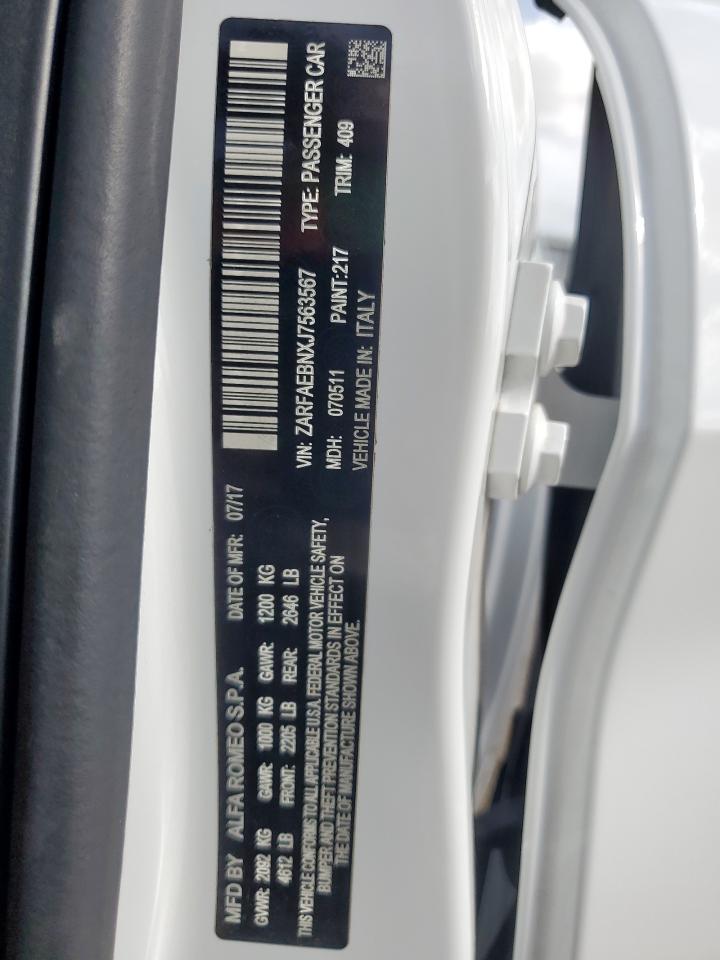 MFD BY ALFA ROMEO S.P.A. DATE OF MFR: 07/17
GVWR: 2092 KG GAWR: 1000 KG GAWR: 1200 KG
4612 LB FRONT: 2205 LB REAR: 2646 LB
THIS VEHICLE CONFORMS TO ALL APPLICABLE U.S.A. FEDERAL MOTOR VEHICLE SAFETY,
BUMPER AND THEFT PREVENTION STANDARDS IN EFFECT ON
THE DATE OF MANUFACTURE SHOWN ABOVE.
VIN: ZARFAEBNXJ7563567 TYPE: PASSENGER CAR
MDH: 070511 PAINT:217 TRIM: 409
VEHICLE MADE IN: ITALY